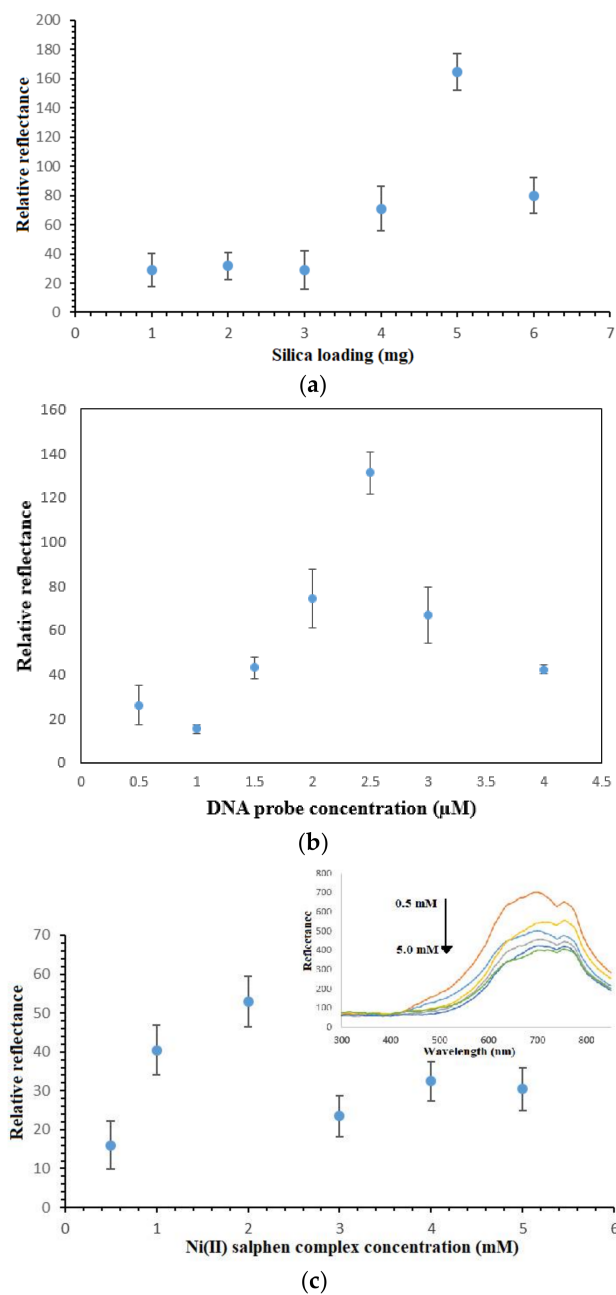 200
180
160
140
120
100
80
60
40
20
0
Relative reflectance
0 1 2 3 4 5 6 7
Silica loading (mg)
(a)
160
140
120
100
80
60
40
20
0
Relative reflectance
0 0.5 1 1.5 2 2.5 3 3.5 4 4.5
DNA probe concentration (µM)
(b)
800
700
600
500
400
300
200
100
0
Reflectance
0.5 mM
5.0 mM
300 400 500 600 700 800
Wavelength (nm)
70
60
50
40
30
20
10
0
Relative reflectance
0 1 2 3 4 5 6
Ni(II) salphen complex concentration (mM)
(c)